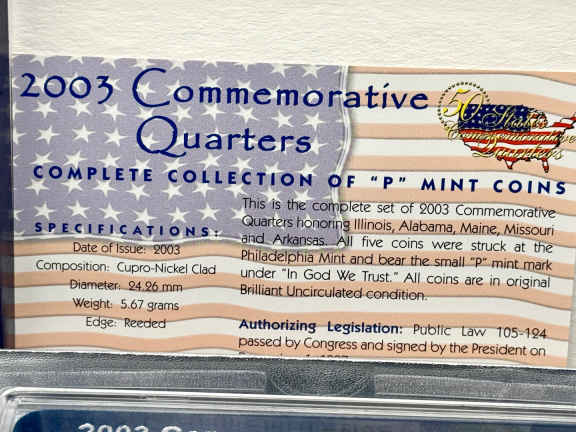 2003 Commemorative
Quarters
50 States
Commemorative
Quarters
COMPLETE COLLECTION OF "P" MINT COINS
SPECIFICATIONS:
Date of Issue: 2003
Composition: Cupro-Nickel Clad
Diameter: 24.26 mm
Weight: 5.67 grams
Edge: Reeded
This is the complete set of 2003 Commemorative
Quarters honoring Illinois, Alabama, Maine, Missouri
and Arkansas. All five coins were struck at the
Philadelphia Mint and bear the small "P" mint mark
under "In God We Trust." All coins are in original
Brilliant Uncirculated condition.
Authorizing Legislation: Public Law 105-124
passed by Congress and signed by the President on
2003